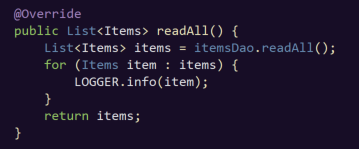 @Override
public List<Items> readAll() {
    List<Items> items = itemsDao.readAll();
    for (Items item : items) {
        LOGGER.info(item);
    }
    return items;
}